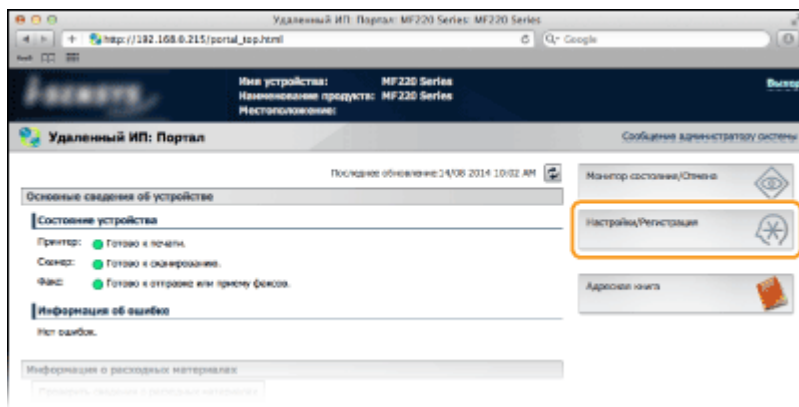 Удаленный ИП: Портал: MF220 Series: MF220 Series
http://192.168.0.215/portal_top.html
Google
Имя устройства: MF220 Series
Наименование продукта: MF220 Series
Местоположение:
Выход
Удаленный ИП: Портал
Сообщение администратору системы
Последнее обновление:14/08 2014 10:02 AM
Основные сведения об устройстве
Состояние устройства
Принтер: Готово к печати.
Сканер: Готово к сканированию.
Факс: Готово к отправке или приему факсов.
Информация об ошибке
Нет ошибок.
Информация о расходных материалах
Монитор состояния/Отмена
Настройки/Регистрация
Адресная книга